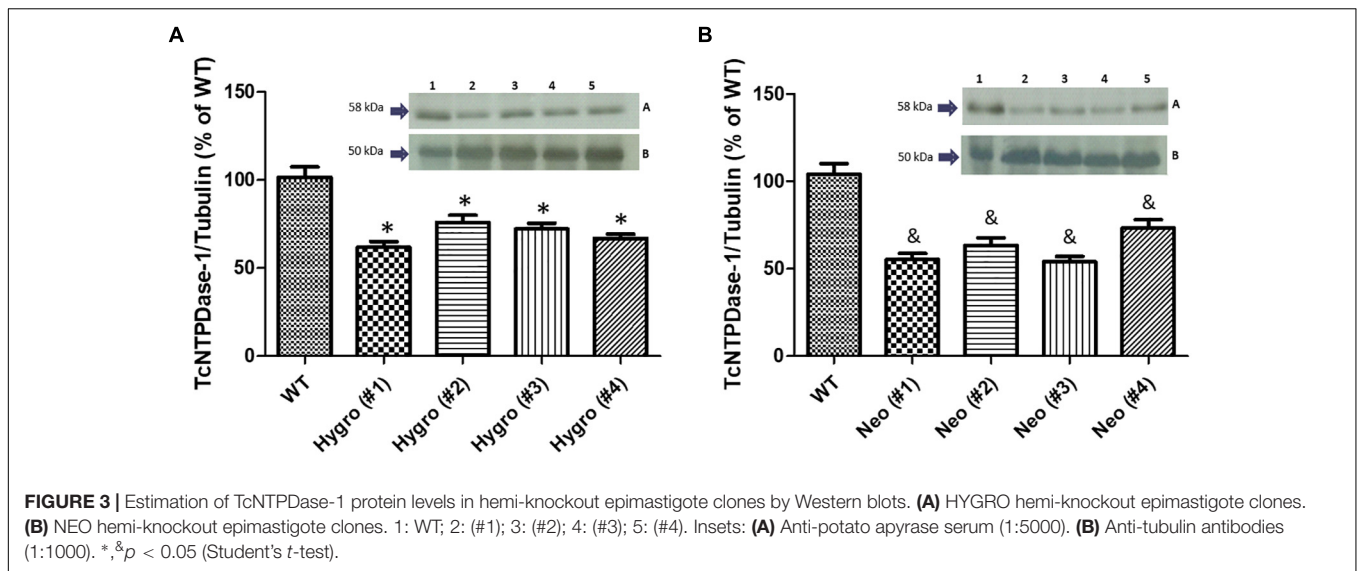 A
TcNTPDase-1/Tubulin (% of WT)
150
100
50
0
1 2 3 4 5
58 kDa
A
50 kDa
B
*
*
*
*
WT
Hygro (#1)
Hygro (#2)
Hygro (#3)
Hygro (#4)
B
TcNTPDase-1/Tubulin (% of WT)
150
100
50
0
1 2 3 4 5
58 kDa
A
50 kDa
B
&
&
&
&
WT
Neo (#1)
Neo (#2)
Neo (#3)
Neo (#4)
FIGURE 3 | Estimation of TcNTPDase-1 protein levels in hemi-knockout epimastigote clones by Western blots. (A) HYGRO hemi-knockout epimastigote clones.
(B) NEO hemi-knockout epimastigote clones. 1: WT; 2: (#1); 3: (#2); 4: (#3); 5: (#4). Insets: (A) Anti-potato apyrase serum (1:5000). (B) Anti-tubulin antibodies
(1:1000). *,&p < 0.05 (Student's t-test).